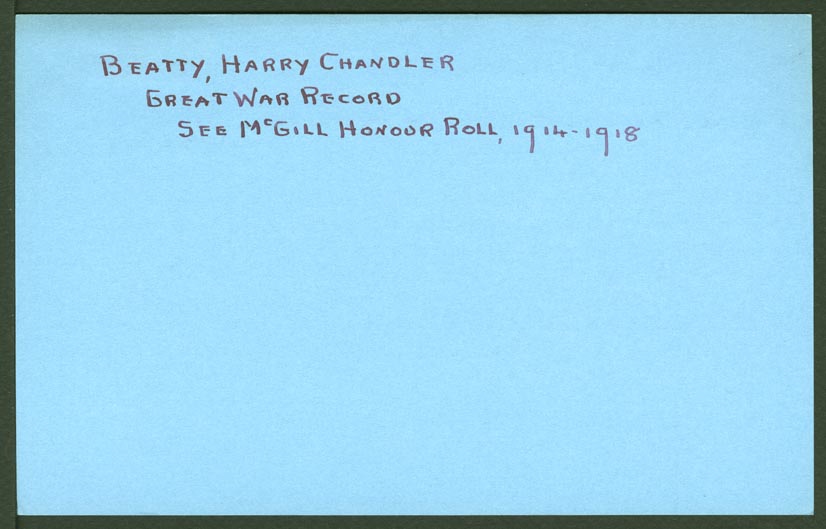 BEATTY, HARRY CHANDLER
GREAT WAR RECORD
SEE McGILL HONOUR ROLL, 1914-1918